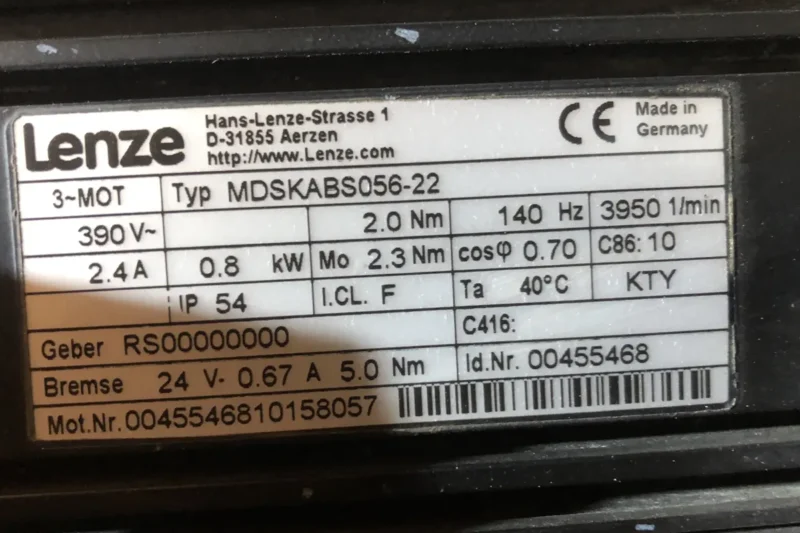 Lenze
Hans-Lenze-Strasse 1
D-31855 Aerzen
http://www.Lenze.com
CE
Made in
Germany
3~MOT Typ MDSKABS056-22
390 V~ 2.0 Nm 140 Hz 3950 1/min
2.4 A 0.8 kW Mo 2.3 Nm cosφ 0.70 C86: 10
IP 54 I.CL. F Ta 40°C KTY
Geber RS00000000 C416:
Bremse 24 V- 0.67 A 5.0 Nm Id.Nr. 00455468
Mot.Nr. 0045546810158057